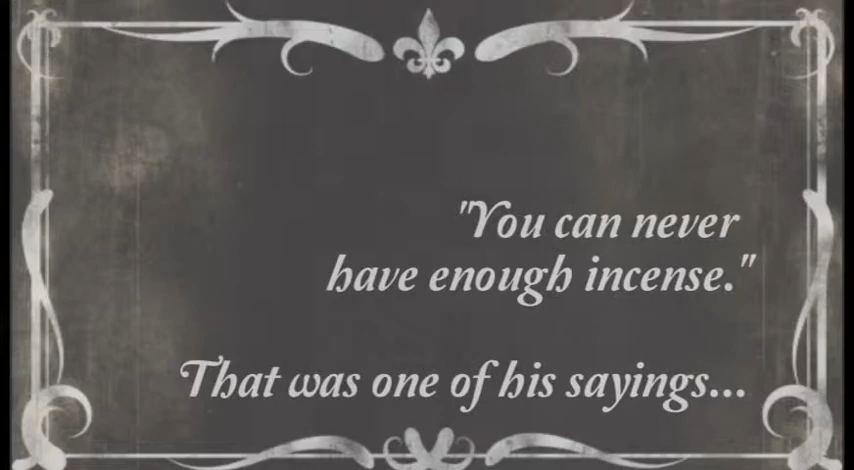 "You can never
have enough incense."
That was one of his sayings...